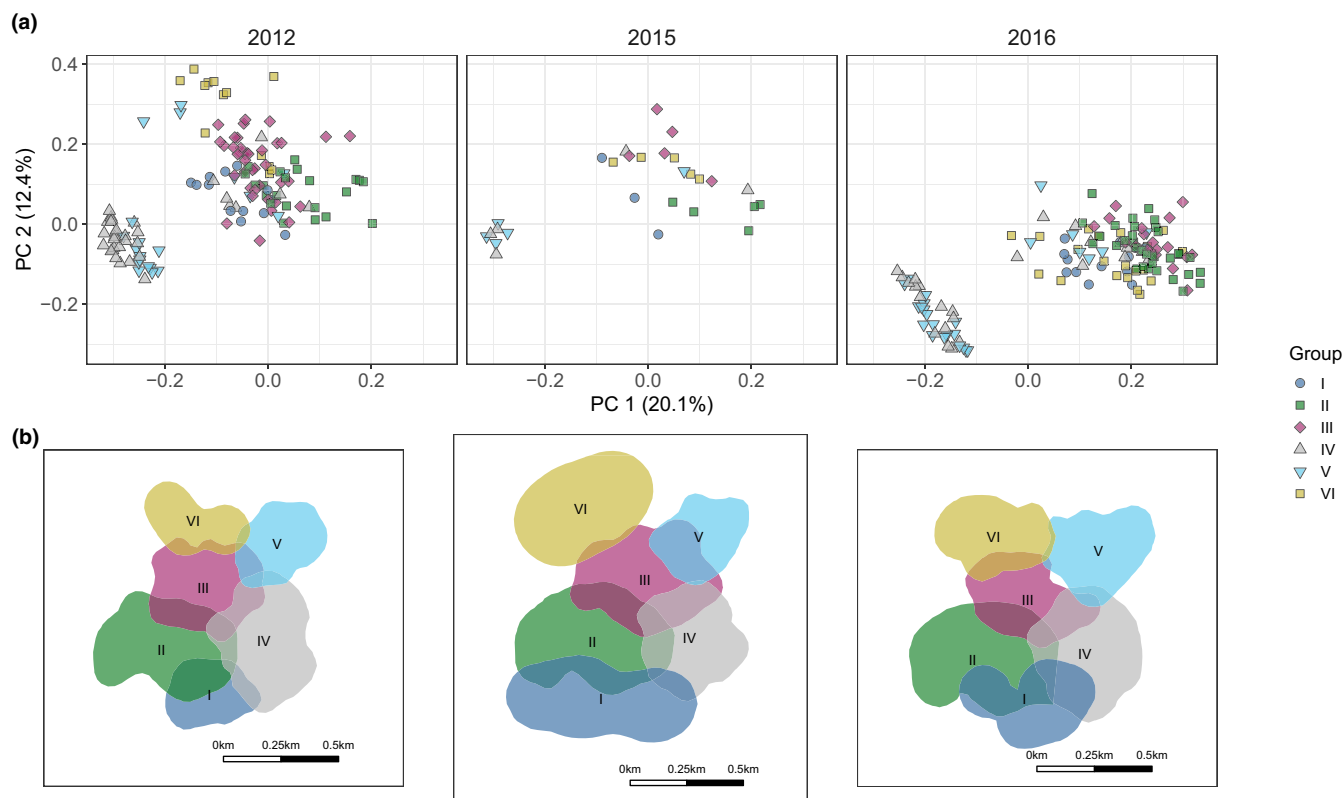 (a)
2012 2015 2016
0.4
0.2
0.0
−0.2
PC 2 (12.4%)
−0.2 0.0 0.2 −0.2 0.0 0.2 −0.2 0.0 0.2
PC 1 (20.1%)
Group
I
II
III
IV
V
VI
(b)
VI
V
III
IV
II
I
0km 0.25km 0.5km
VI
V
III
IV
II
I
0km 0.25km 0.5km
VI
V
III
IV
II
I
0km 0.25km 0.5km